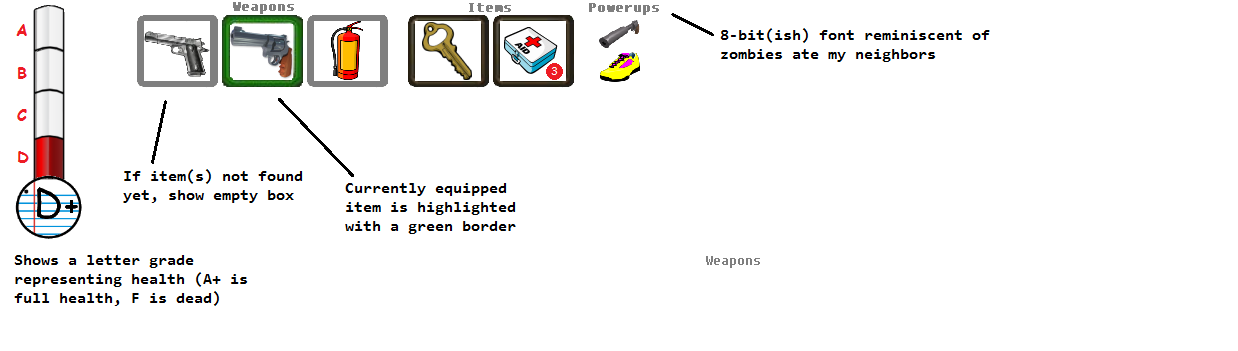 Weapons
Items
Powerups
A
B
C
D
D+
AID
3
8-bit(ish) font reminiscent of
zombies ate my neighbors
If item(s) not found
yet, show empty box
Currently equipped
item is highlighted
with a green border
Shows a letter grade
representing health (A+ is
full health, F is dead)
Weapons